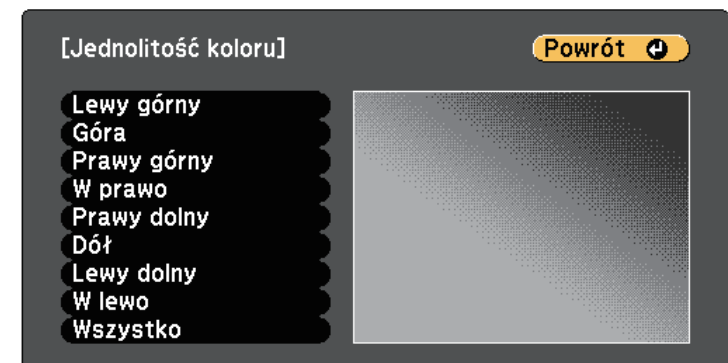 [Jednolitość koloru]
Powrót
Lewy górny
Góra
Prawy górny
W prawo
Prawy dolny
Dół
Lewy dolny
W lewo
Wszystko